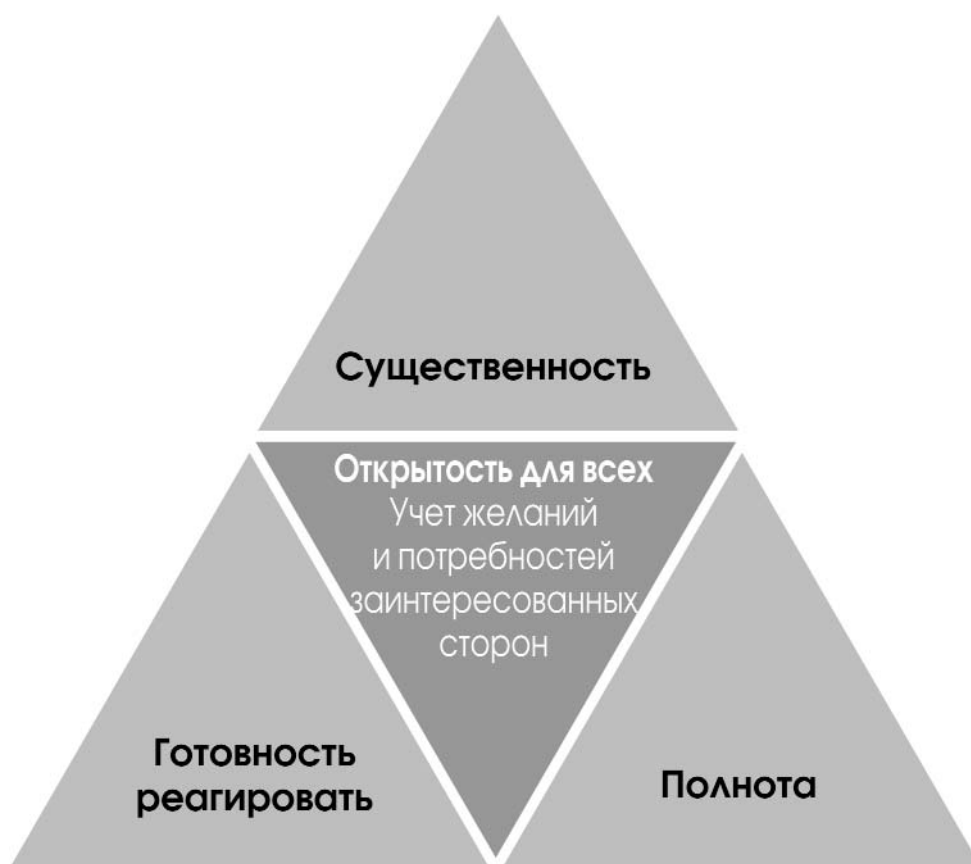 Существенность
Открытость для всех
Учет желаний
и потребностей
заинтересованных
сторон
Готовность
реагировать
Полнота